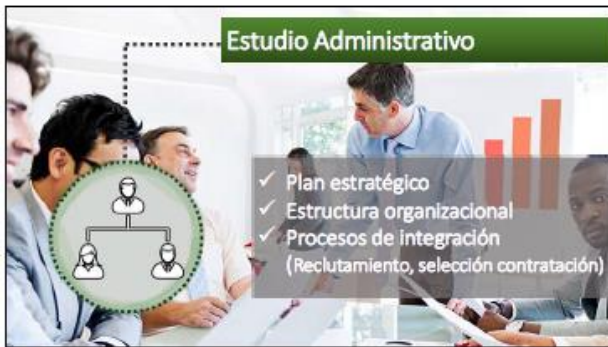 Estudio Administrativo
✓ Plan estratégico
✓ Estructura organizacional
✓ Procesos de integración
(Reclutamiento, selección contratación)